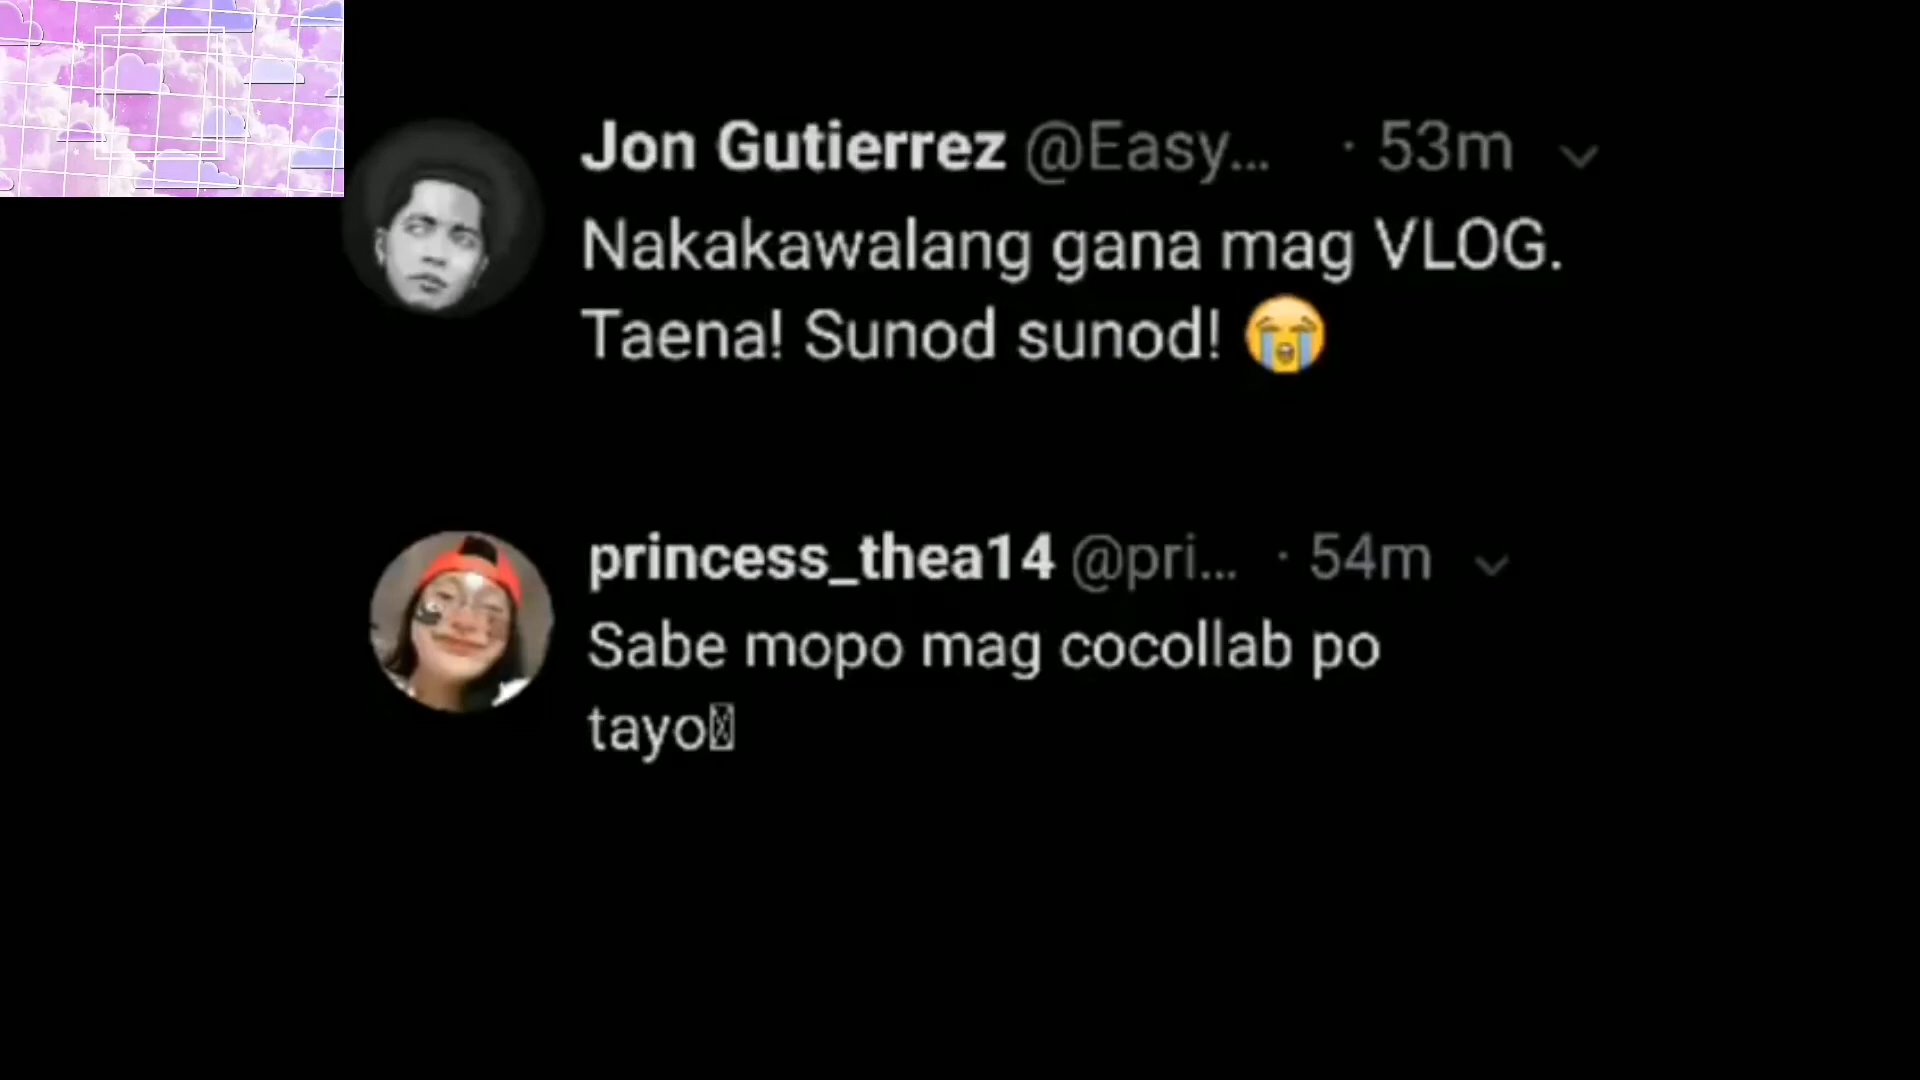 Jon Gutierrez @Easy... · 53m
Nakakawalang gana mag VLOG.
Taena! Sunod sunod! 😭
princess_thea14 @pri... · 54m
Sabe mopo mag cocollab po
tayo